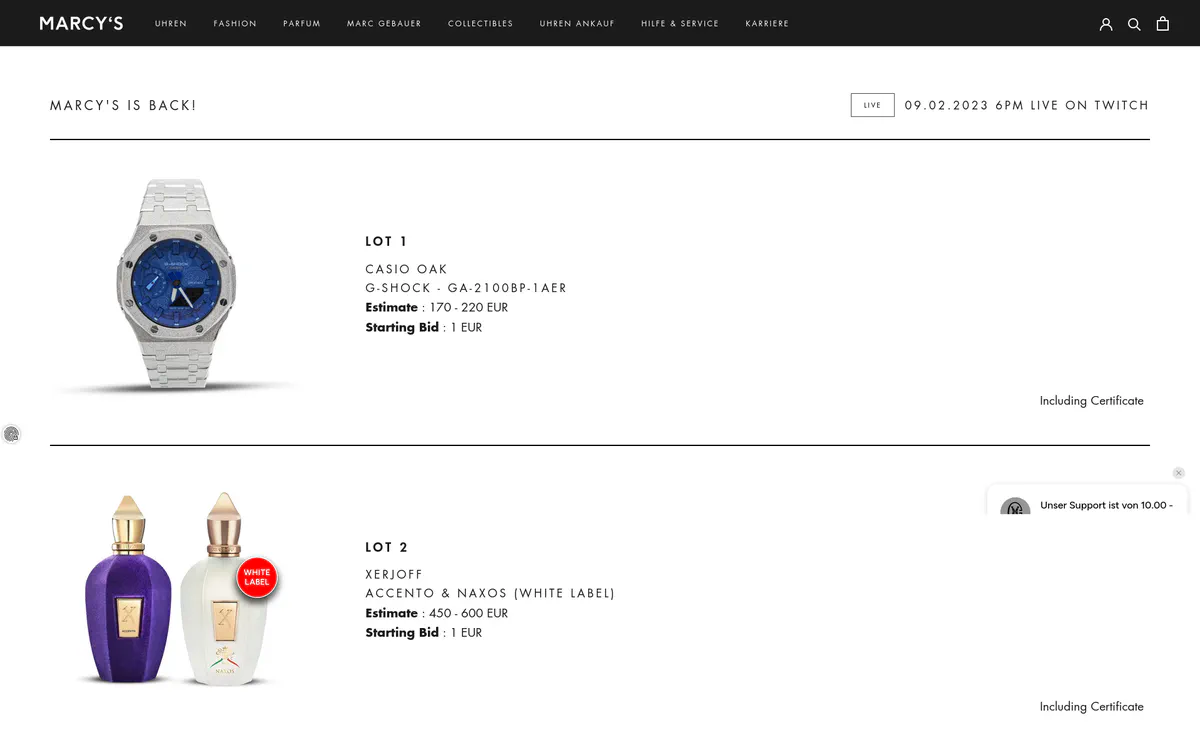 MARCY'S
UHREN
FASHION
PARFUM
MARC GEBAUER
COLLECTIBLES
UHREN ANKAUF
HILFE & SERVICE
KARRIERE
MARCY'S IS BACK!
LIVE
09.02.2023 6PM LIVE ON TWITCH
LOT 1
CASIO OAK
G-SHOCK - GA-2100BP-1AER
Estimate : 170 - 220 EUR
Starting Bid : 1 EUR
Including Certificate
Unser Support ist von 10.00 -
WHITE
LABEL
NAXOS
LOT 2
XERJOFF
ACCENTO & NAXOS (WHITE LABEL)
Estimate : 450 - 600 EUR
Starting Bid : 1 EUR
Including Certificate